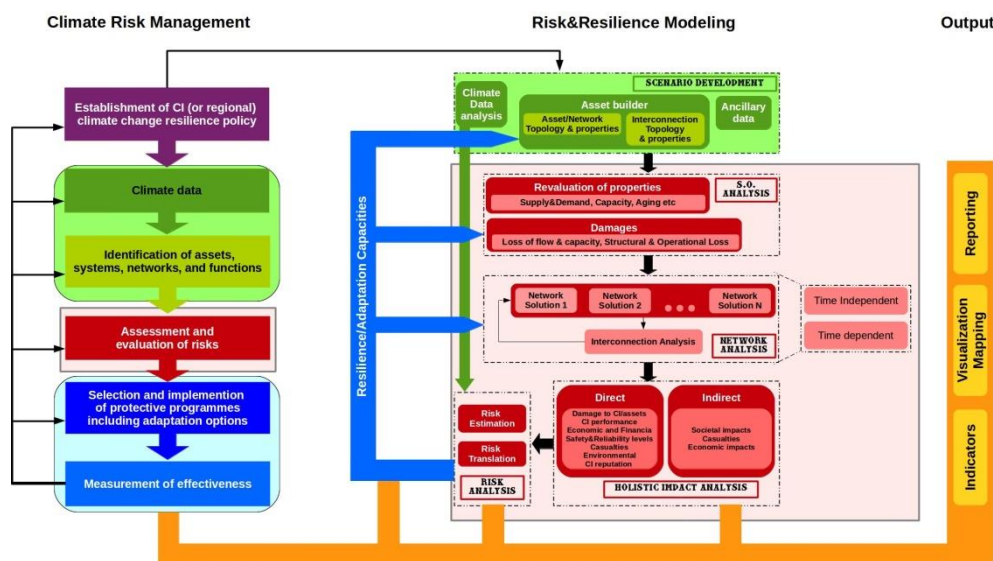 Climate Risk Management
Risk&Resilience Modeling
Output
Establishment of CI (or regional)
climate change resilience policy
Climate data
Identification of assets,
systems, networks, and functions
Assessment and
evaluation of risks
Selection and implemention
of protective programmes
including adaptation options
Measurement of effectiveness
Resilience/Adaptation Capacities
SCENARIO DEVELOPMENT
Climate
Data
analysis
Asset builder
Asset/Network
Topology & properties
Interconnection
Topology
& properties
Ancillary
data
Revaluation of properties
Supply&Demand, Capacity, Aging etc
S.O.
ANALYSIS
Damages
Loss of flow & capacity, Structural & Operational Loss
Network
Solution 1
Network
Solution 2
Network
Solution N
Interconnection Analysis
NETWORK
ANALYSIS
Time Independent
Time dependent
Risk
Estimation
Risk
Translation
RISK
ANALYSIS
Direct
Damage to CIassets
CI performance
Economic and Financia
Safety&Reliability levels
Casualties
Environmental
CI reputation
Indirect
Societal impacts
Casualties
Economic impacts
HOLISTIC IMPACT ANALYSIS
Reporting
Visualization
Mapping
Indicators